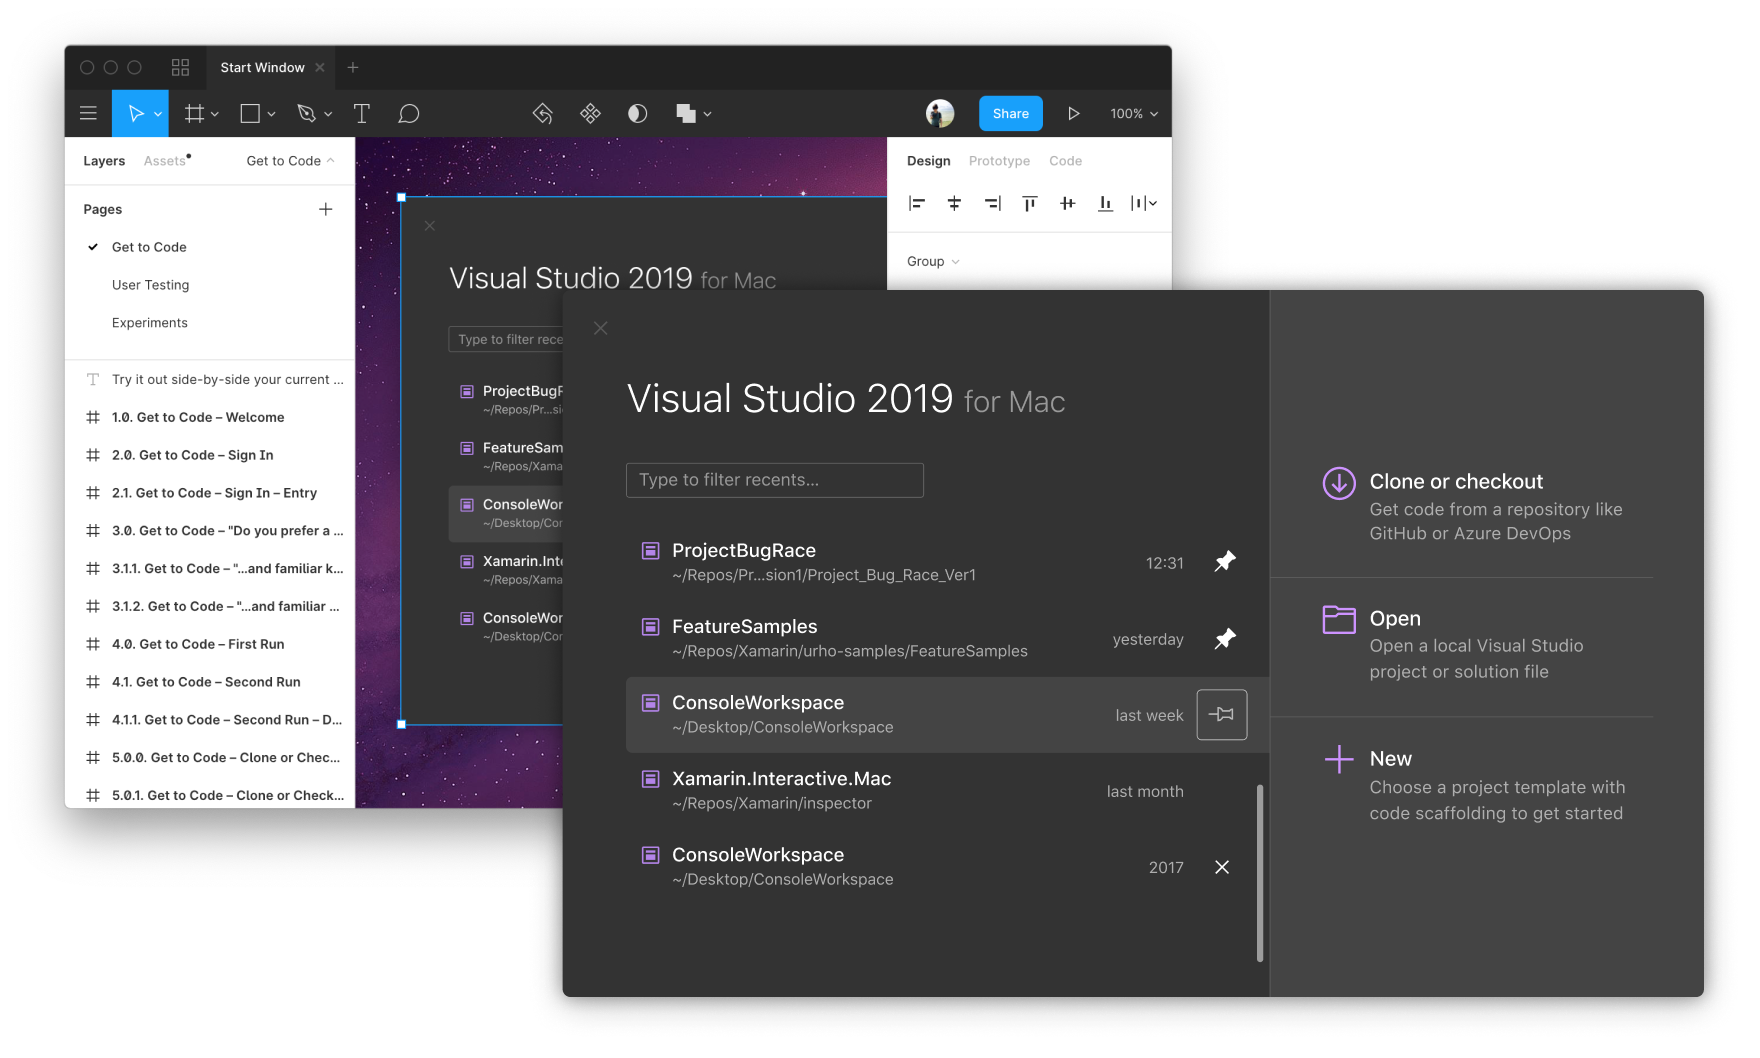 Start Window
Share
100%
Layers
Assets
Get to Code
Pages
Get to Code
User Testing
Experiments
Try it out side-by-side your current ...
1.0. Get to Code – Welcome
2.0. Get to Code – Sign In
2.1. Get to Code – Sign In – Entry
3.0. Get to Code – "Do you prefer a ...
3.1.1. Get to Code – "...and familiar k...
3.1.2. Get to Code – "...and familiar ...
4.0. Get to Code – First Run
4.1. Get to Code – Second Run
4.1.1. Get to Code – Second Run – D...
5.0.0. Get to Code – Clone or Chec...
5.0.1. Get to Code – Clone or Check...
Visual Studio 2019 for Mac
Type to filter rece
ProjectBugR
~/Repos/Pr...si
FeatureSam
~/Repos/Xama
ConsoleWor
~/Desktop/Cor
Xamarin.Inte
~/Repos/Xama
ConsoleWor
~/Desktop/Cor
Design
Prototype
Code
Group
Visual Studio 2019 for Mac
Type to filter recents...
ProjectBugRace
~/Repos/Pr...sion1/Project_Bug_Race_Ver1
12:31
FeatureSamples
~/Repos/Xamarin/urho-samples/FeatureSamples
yesterday
ConsoleWorkspace
~/Desktop/ConsoleWorkspace
last week
Xamarin.Interactive.Mac
~/Repos/Xamarin/inspector
last month
ConsoleWorkspace
~/Desktop/ConsoleWorkspace
2017
Clone or checkout
Get code from a repository like
GitHub or Azure DevOps
Open
Open a local Visual Studio
project or solution file
New
Choose a project template with
code scaffolding to get started